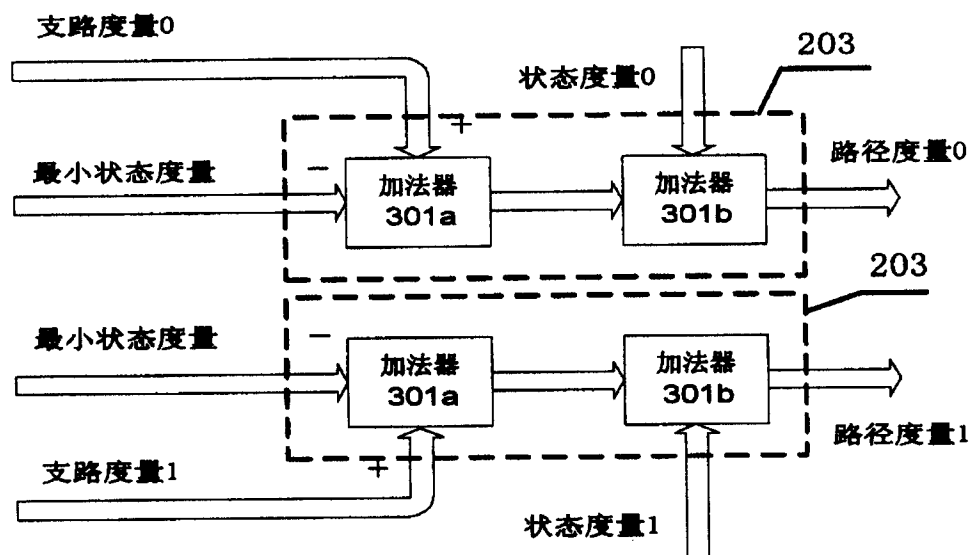 支路度量0
状态度量0
203
+
最小状态度量
−
加法器
301a
加法器
301b
路径度量0
203
最小状态度量
−
加法器
301a
加法器
301b
路径度量1
支路度量1
+
状态度量1